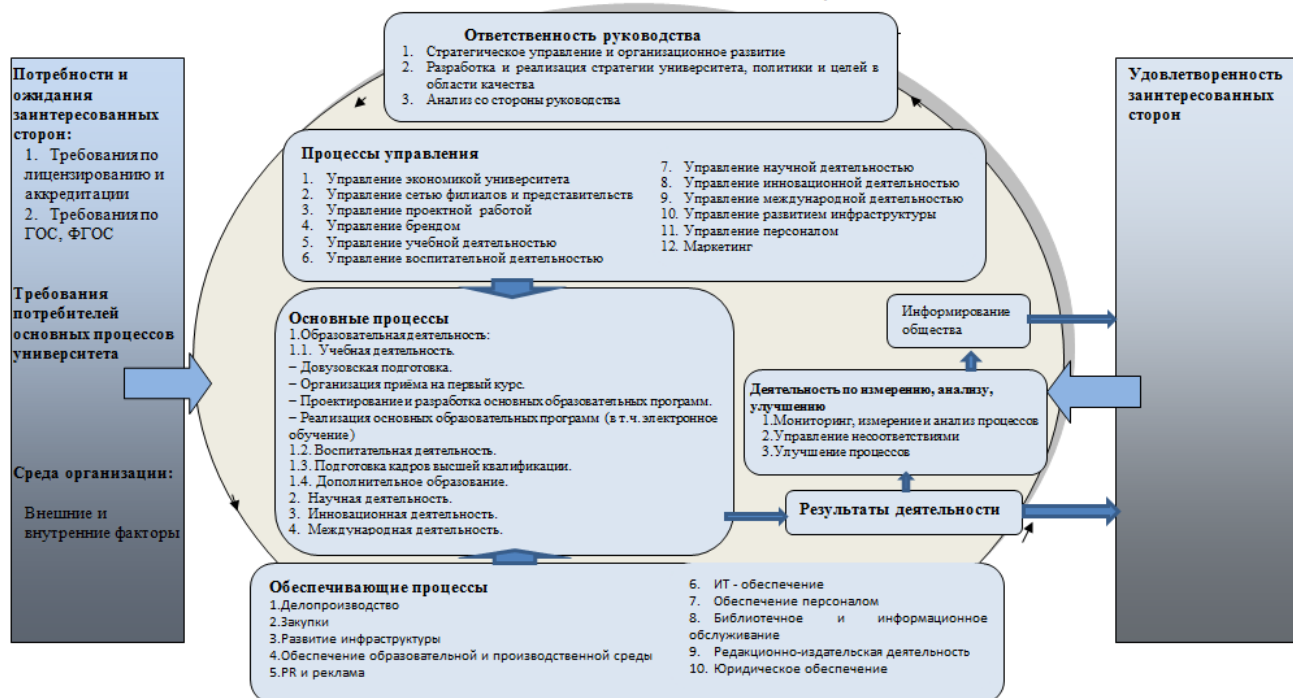 Ответственность руководства
1. Стратегическое управление и организационное развитие
2. Разработка и реализация стратегии университета, политики и целей в
области качества
3. Анализ со стороны руководства
Потребности и
ожидания
заинтересованных
сторон:
1. Требования по
лицензированию и
аккредитации
2. Требования по
ГОС, ФГОС
Требования
потребителей
основных процессов
университета
Среда организации:
Внешние и
внутренние факторы
Процессы управления
1. Управление экономикой университета
2. Управление сетью филиалов и представительств
3. Управление проектной работой
4. Управление брендом
5. Управление учебной деятельностью
6. Управление воспитательной деятельностью
7. Управление научной деятельностью
8. Управление инновационной деятельностью
9. Управление международной деятельностью
10. Управление развитием инфраструктуры
11. Управление персоналом
12. Маркетинг
Основные процессы
1.Образовательная деятельность:
1.1. Учебная деятельность.
– Довузовская подготовка.
– Организация приёма на первый курс.
– Проектирование и разработка основных образовательных программ.
– Реализация основных образовательных программ (в т.ч. электронное
обучение)
1.2. Воспитательная деятельность.
1.3. Подготовка кадров высшей квалификации.
1.4. Дополнительное образование.
2. Научная деятельность.
3. Инновационная деятельность.
4. Международная деятельность.
Информирование
общества
Деятельность по измерению, анализу,
улучшению
1.Мониторинг, измерение и анализ процессов
2.Управление несоответствиями
3.Улучшение процессов
Результаты деятельности
Обеспечивающие процессы
1.Делопроизводство
2.Закупки
3.Развитие инфраструктуры
4.Обеспечение образовательной и производственной среды
5.PR и реклама
6. ИТ - обеспечение
7. Обеспечение персоналом
8. Библиотечное и информационное
обслуживание
9. Редакционно-издательская деятельность
10. Юридическое обеспечение
Удовлетворенность
заинтересованных
сторон